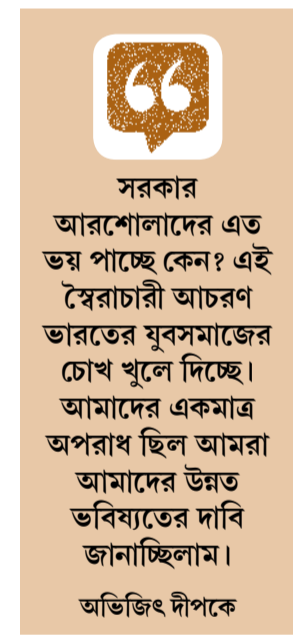 সরকার
আরশোলাদের এত
ভয় পাচ্ছে কেন? এই
স্বৈরাচারী আচরণ
ভারতের যুবসমাজের
চোখ খুলে দিচ্ছে।
আমাদের একমাত্র
অপরাধ ছিল আমরা
আমাদের উন্নত
ভবিষ্যতের দাবি
জানাচ্ছিলাম।
অভিজিৎ দীপকে